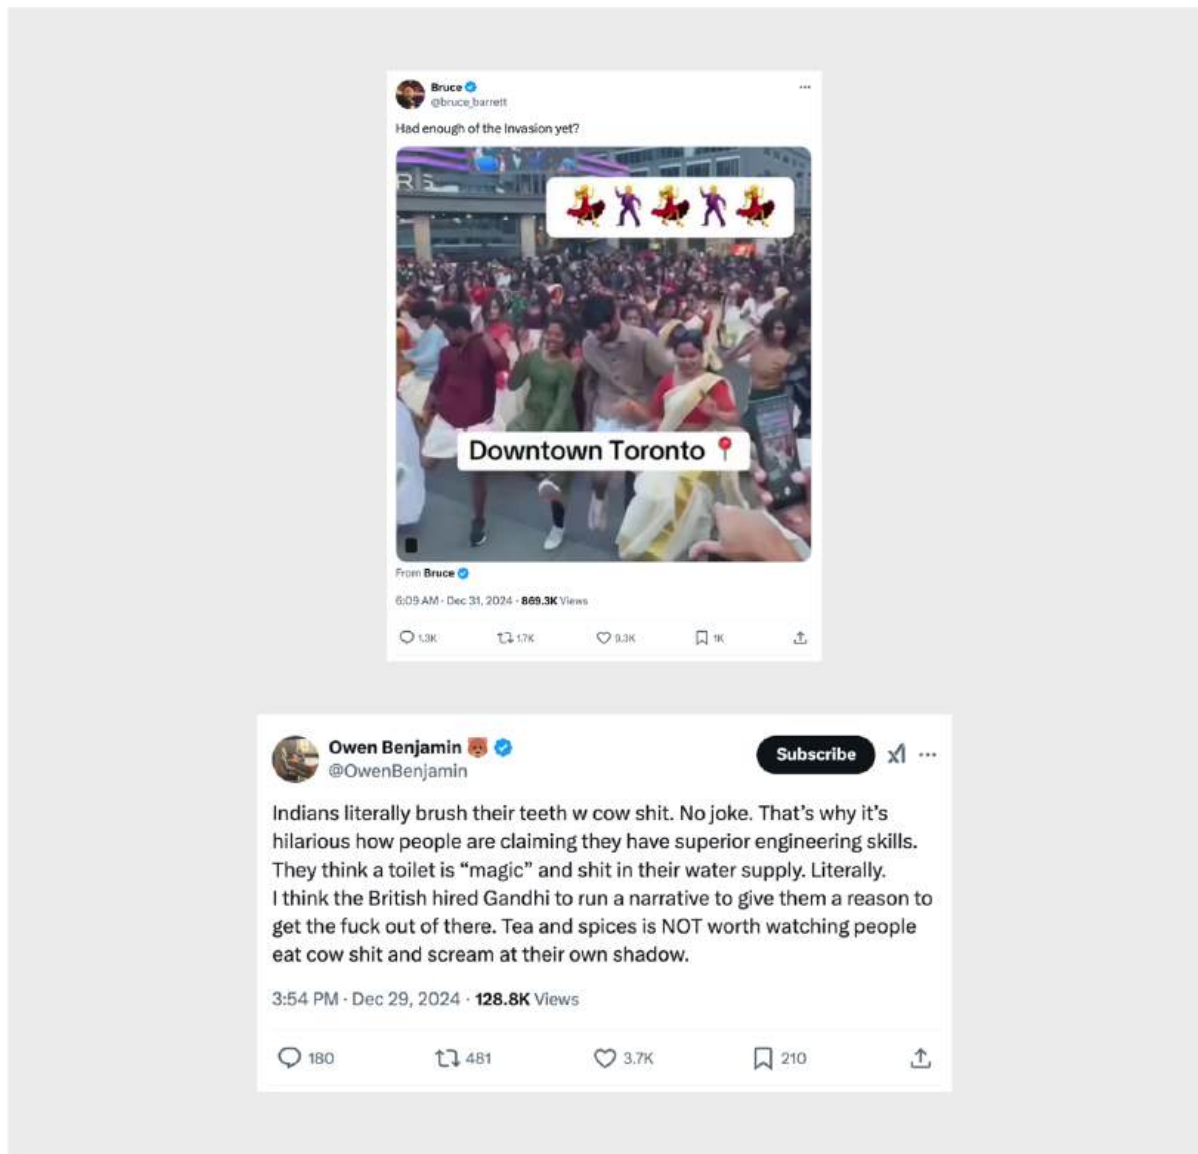 Bruce
@bruce_barrett
Had enough of the Invasion yet?
RS
Downtown Toronto
From Bruce
6:09 AM · Dec 31, 2024 · 869.3K Views
1.3K 1.7K 9.3K 1K
Owen Benjamin
@OwenBenjamin
Subscribe
Indians literally brush their teeth w cow shit. No joke. That's why it's
hilarious how people are claiming they have superior engineering skills.
They think a toilet is “magic” and shit in their water supply. Literally.
I think the British hired Gandhi to run a narrative to give them a reason to
get the fuck out of there. Tea and spices is NOT worth watching people
eat cow shit and scream at their own shadow.
3:54 PM · Dec 29, 2024 · 128.8K Views
180 481 3.7K 210